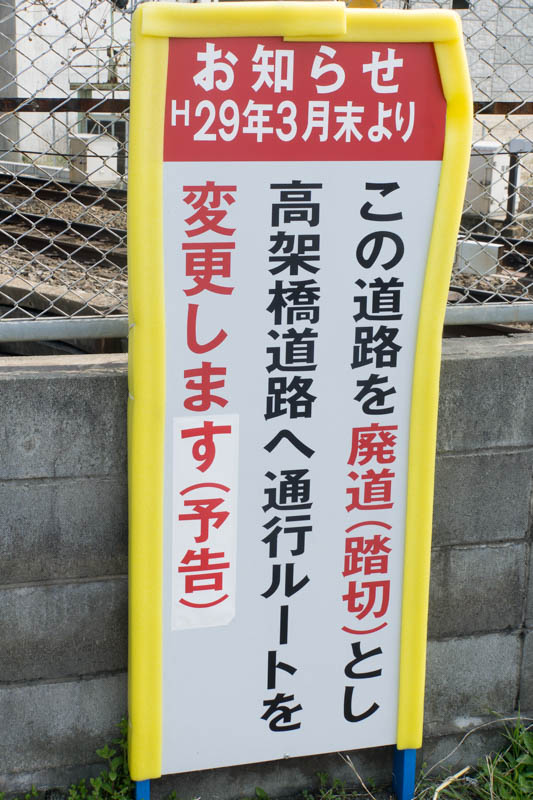 お知らせ
H29年3月末より
この道路を廃道(踏切)とし
高架橋道路へ通行ルートを
変更します(予告)